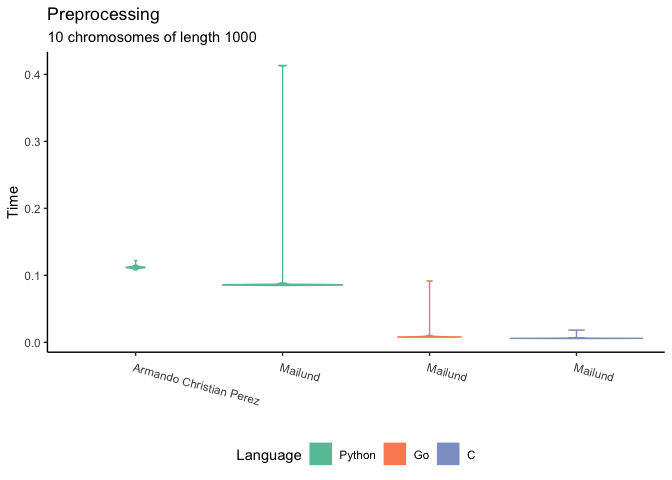 Preprocessing
10 chromosomes of length 1000
0.4
0.3
0.2
0.1
0.0
Time
Armando Christian Perez
Mailund
Mailund
Mailund
Language
Python
Go
C